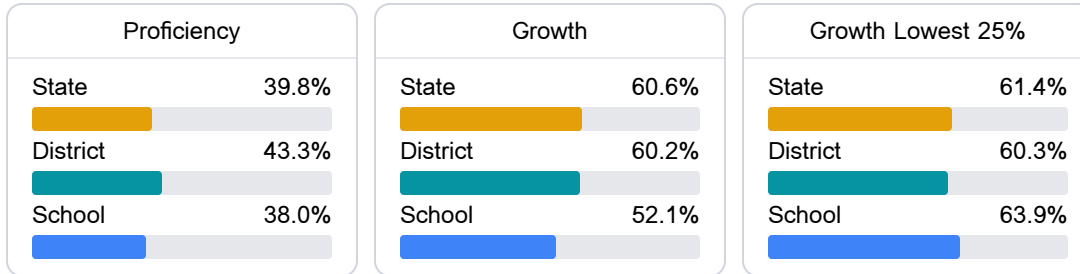 Proficiency
State 39.8%
District 43.3%
School 38.0%
Growth
State 60.6%
District 60.2%
School 52.1%
Growth Lowest 25%
State 61.4%
District 60.3%
School 63.9%